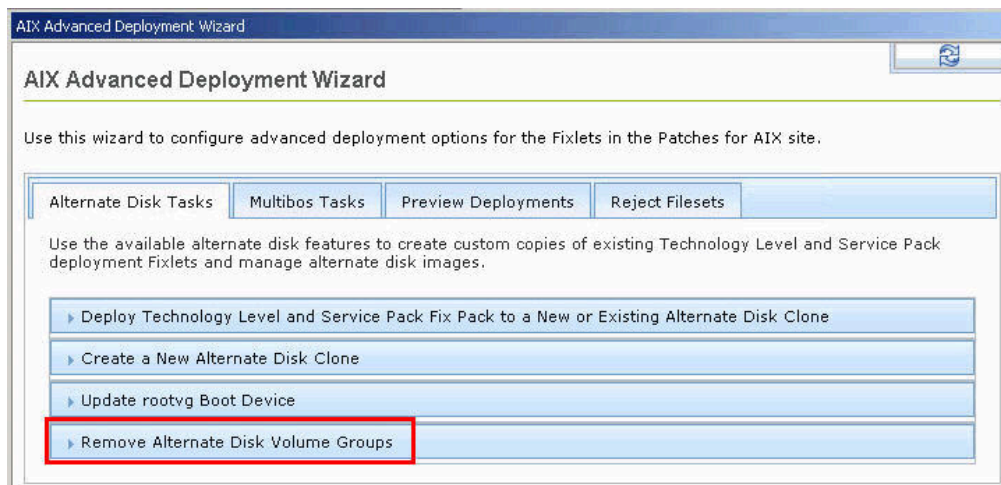 AIX Advanced Deployment Wizard
AIX Advanced Deployment Wizard
Use this wizard to configure advanced deployment options for the Fixlets in the Patches for AIX site.
Alternate Disk Tasks Multibos Tasks Preview Deployments Reject Filesets
Use the available alternate disk features to create custom copies of existing Technology Level and Service Pack
deployment Fixlets and manage alternate disk images.
Deploy Technology Level and Service Pack Fix Pack to a New or Existing Alternate Disk Clone
Create a New Alternate Disk Clone
Update rootvg Boot Device
Remove Alternate Disk Volume Groups